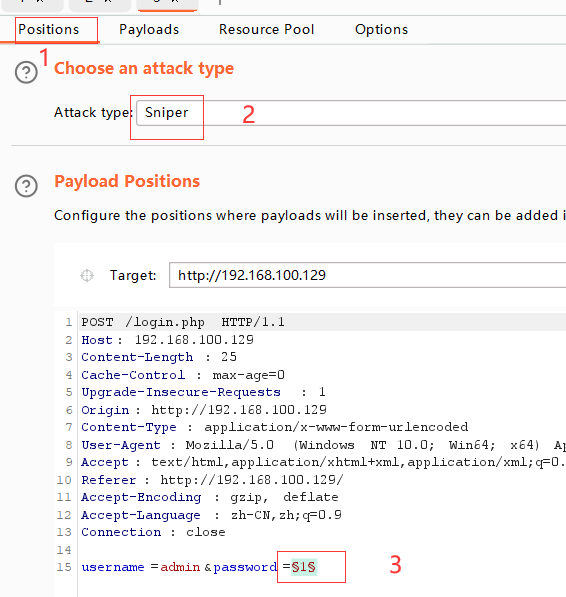 Positions Payloads Resource Pool Options
1
Choose an attack type
Attack type: Sniper
2
Payload Positions
Configure the positions where payloads will be inserted, they can be added i
Target: http://192.168.100.129
1 POST /login.php HTTP/1.1
2 Host: 192.168.100.129
3 Content-Length : 25
4 Cache-Control : max-age=0
5 Upgrade-Insecure-Requests : 1
6 Origin : http://192.168.100.129
7 Content-Type : application/x-www-form-urlencoded
8 User-Agent : Mozilla/5.0 (Windows NT 10.0; Win64; x64) Ap
9 Accept : text/html,application/xhtml+xml,application/xml;q=0.
10 Referer : http://192.168.100.129/
11 Accept-Encoding : gzip, deflate
12 Accept-Language : zh-CN,zh;q=0.9
13 Connection : close
14
15 username =admin &password =§1§
3